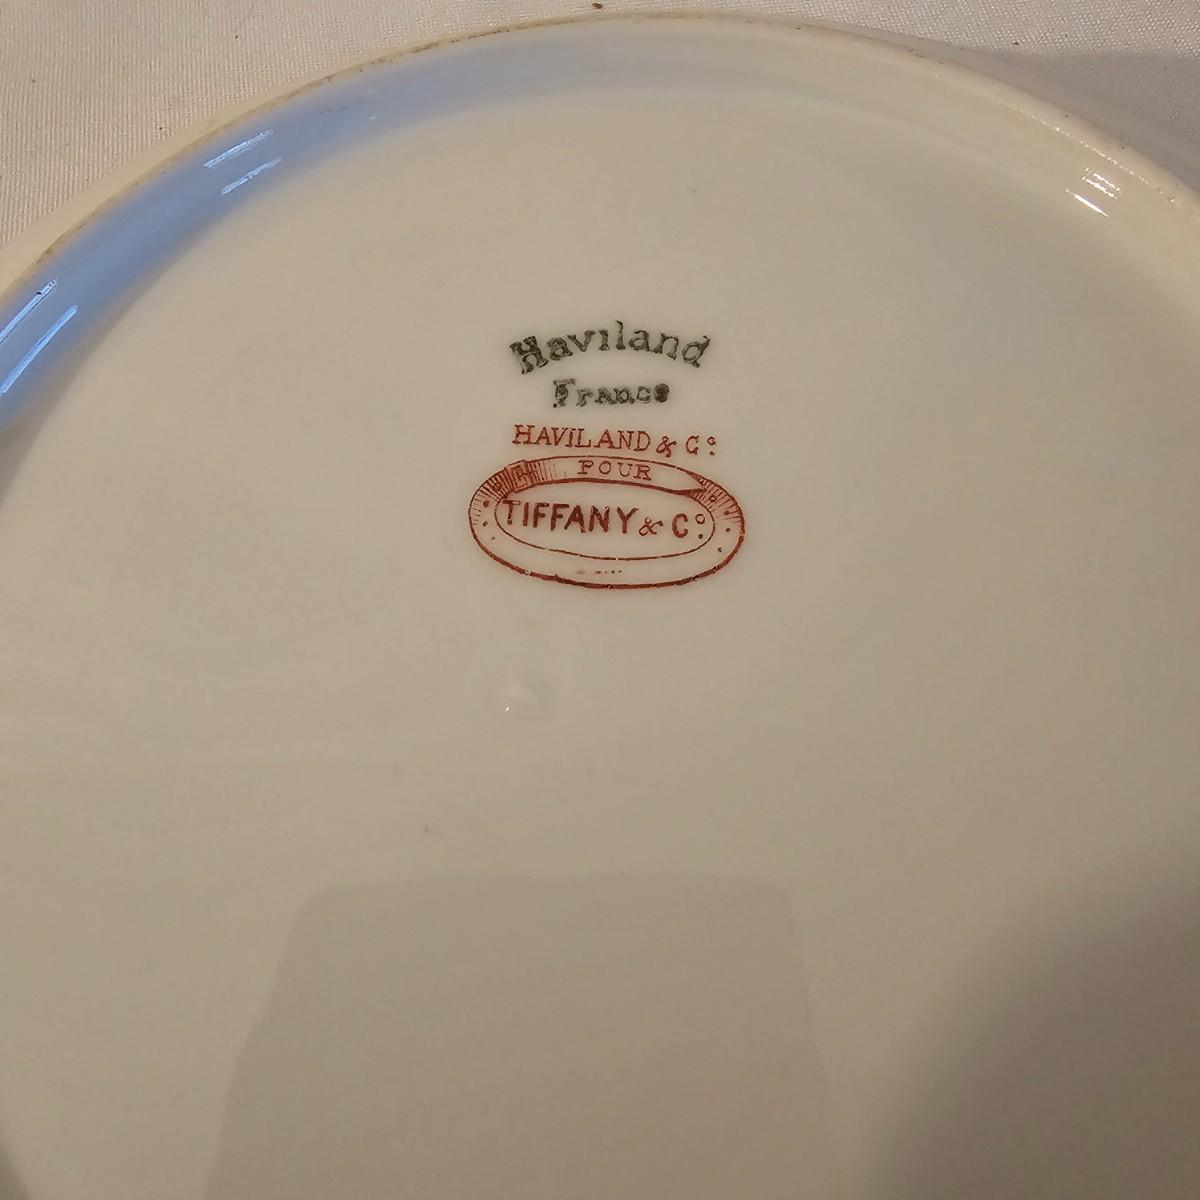 Haviland
France
HAVILAND & Co.
POUR
TIFFANY & Co.